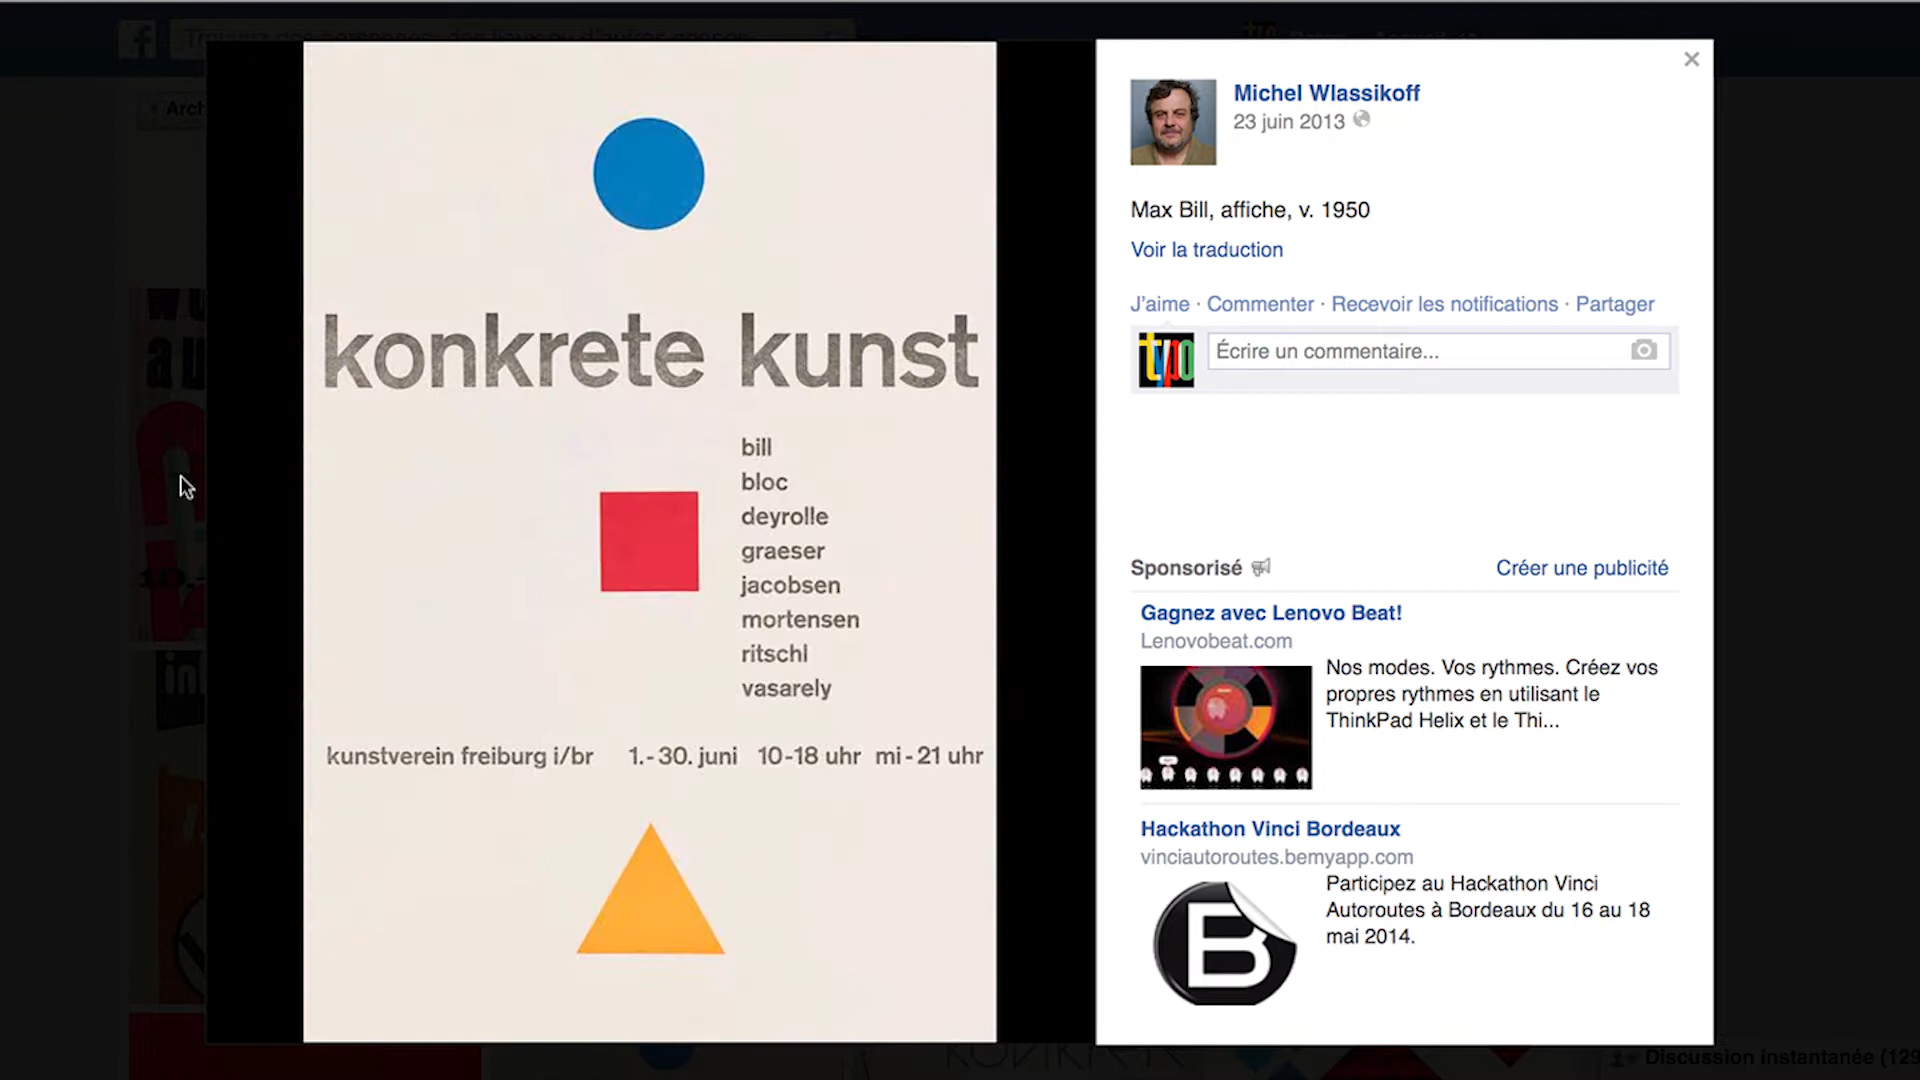 Arch
konkrete kunst
bill
bloc
deyrolle
graeser
jacobsen
mortensen
ritschl
vasarely
kunstverein freiburg i/br 1.-30. juni 10-18 uhr mi-21 uhr
Michel Wlassikoff
23 juin 2013
Max Bill, affiche, v. 1950
Voir la traduction
J'aime · Commenter · Recevoir les notifications · Partager
typo
Écrire un commentaire...
Sponsorisé Créer une publicité
Gagnez avec Lenovo Beat!
Lenovobeat.com
Nos modes. Vos rythmes. Créez vos
propres rythmes en utilisant le
ThinkPad Helix et le Thi...
Hackathon Vinci Bordeaux
vinciautoroutes.bemyapp.com
Participez au Hackathon Vinci
Autoroutes à Bordeaux du 16 au 18
mai 2014.
B
Discussion instantanée (129